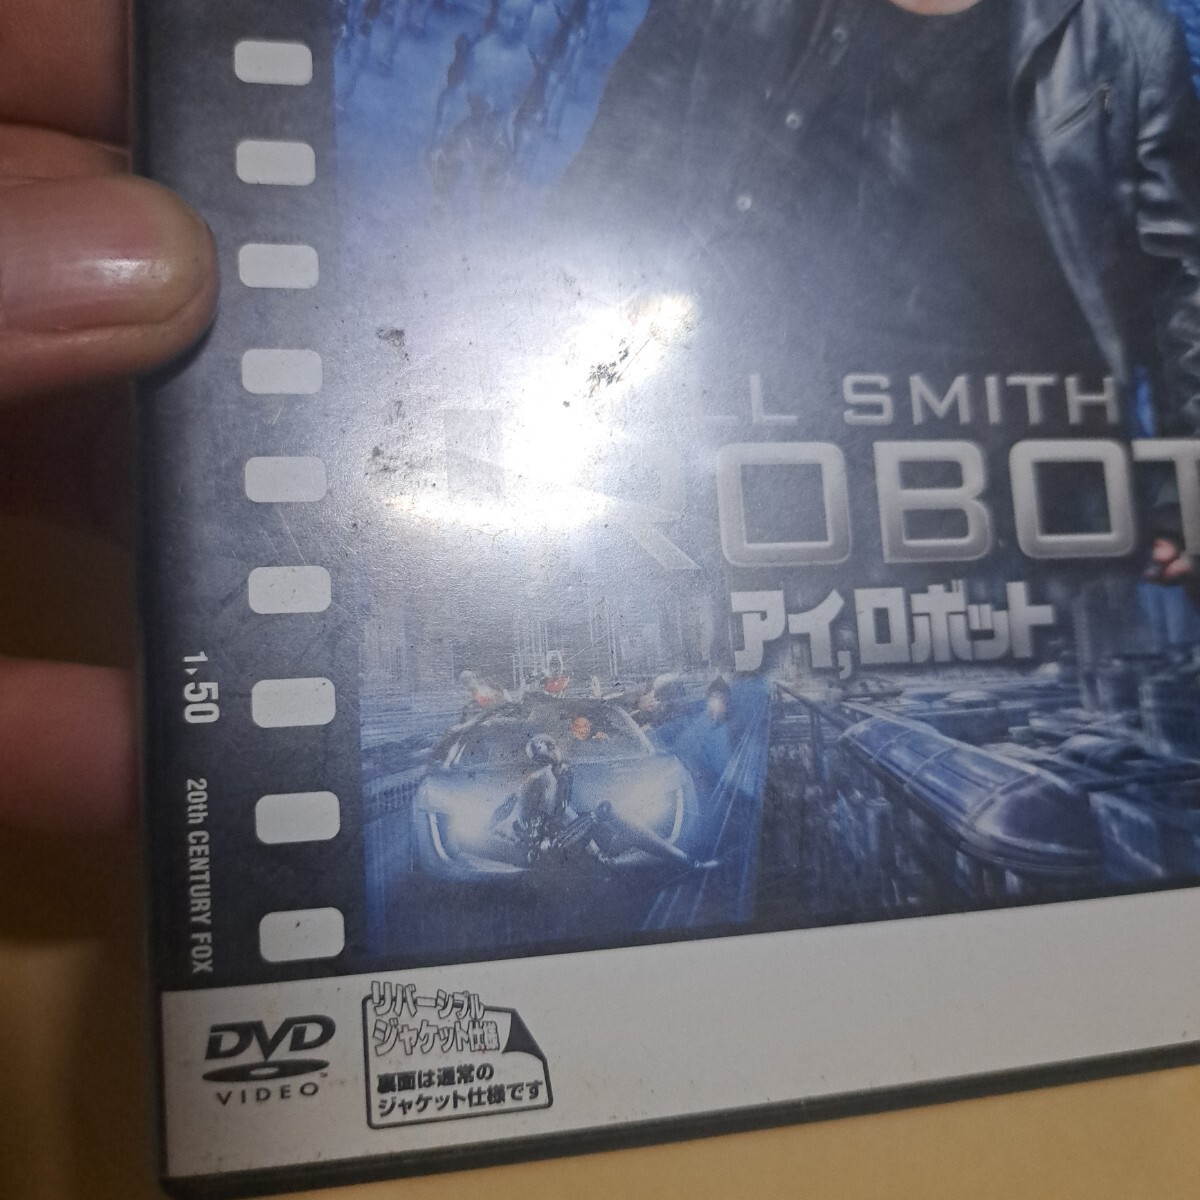 LL SMITH
ROBOT
アイ,ロボット
1,50
20th CENTURY FOX
DVD
VIDEO
リバーシブル
ジャケット仕様
裏面は通常の
ジャケット仕様です